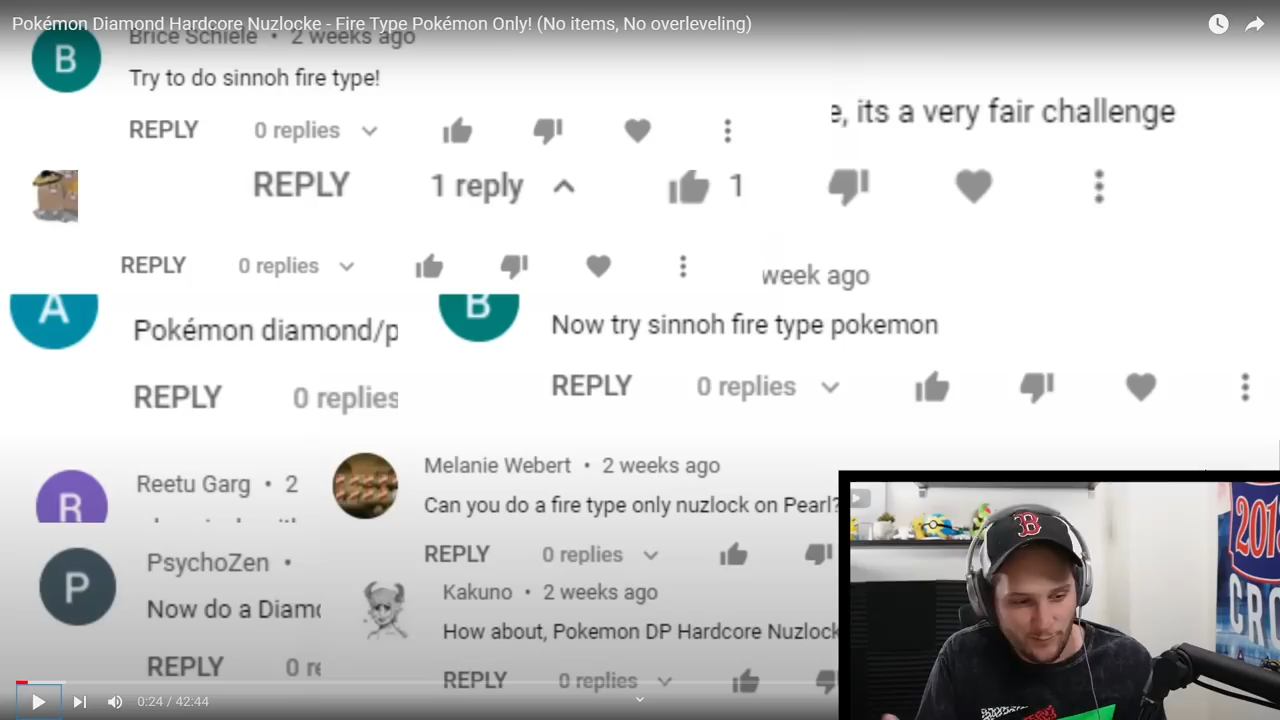 Pokémon Diamond Hardcore Nuzlocke - Fire Type Pokémon Only! (No items, No overleveling)
B
Brice Schiele • 2 weeks ago
Try to do sinnoh fire type!
REPLY 0 replies
e, its a very fair challenge
REPLY 1 reply 1
REPLY 0 replies
week ago
A
Pokémon diamond/p
REPLY 0 replies
B
Now try sinnoh fire type pokemon
REPLY 0 replies
R
Reetu Garg • 2
Melanie Webert • 2 weeks ago
Can you do a fire type only nuzlock on Pearl?
REPLY 0 replies
P
PsychoZen •
Now do a Diam
REPLY 0 re
Kakuno • 2 weeks ago
How about, Pokemon DP Hardcore Nuzlock
REPLY 0 replies
0:24 / 42:44
B
201
CRO